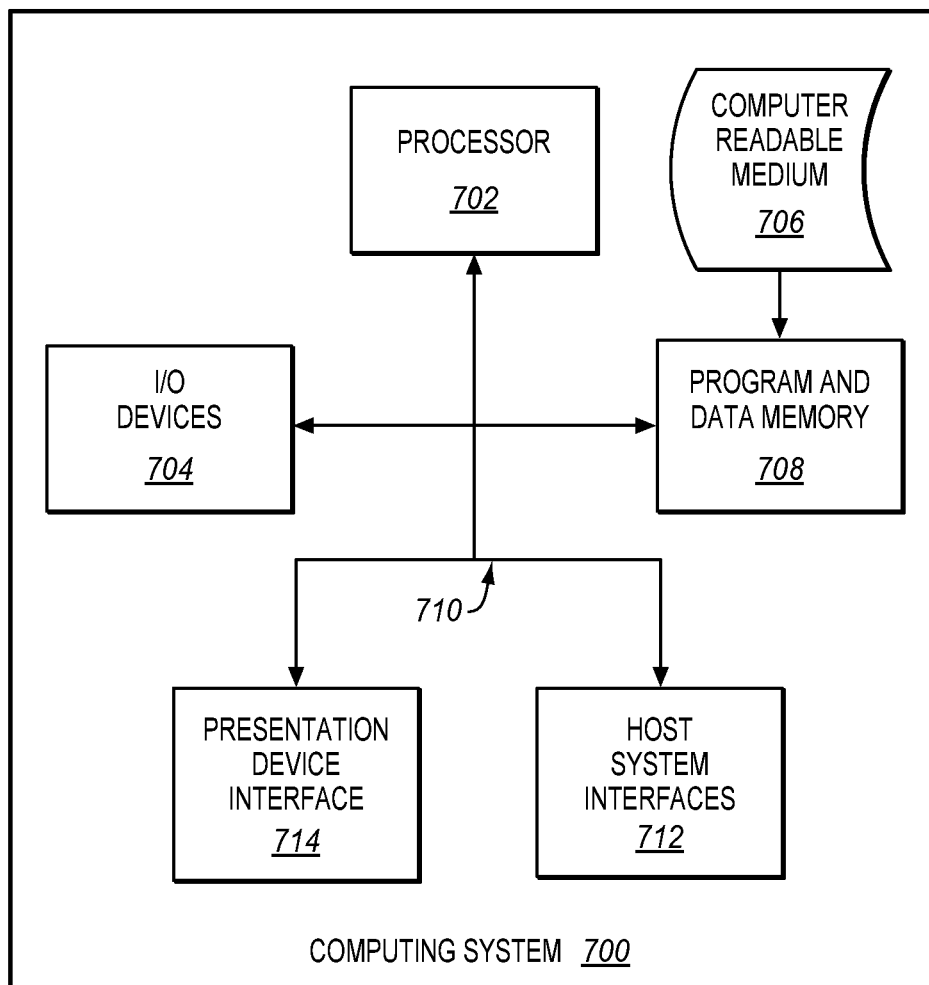 PROCESSOR
702
COMPUTER
READABLE
MEDIUM
706
I/O
DEVICES
704
PROGRAM AND
DATA MEMORY
708
710
PRESENTATION
DEVICE
INTERFACE
714
HOST
SYSTEM
INTERFACES
712
COMPUTING SYSTEM 700